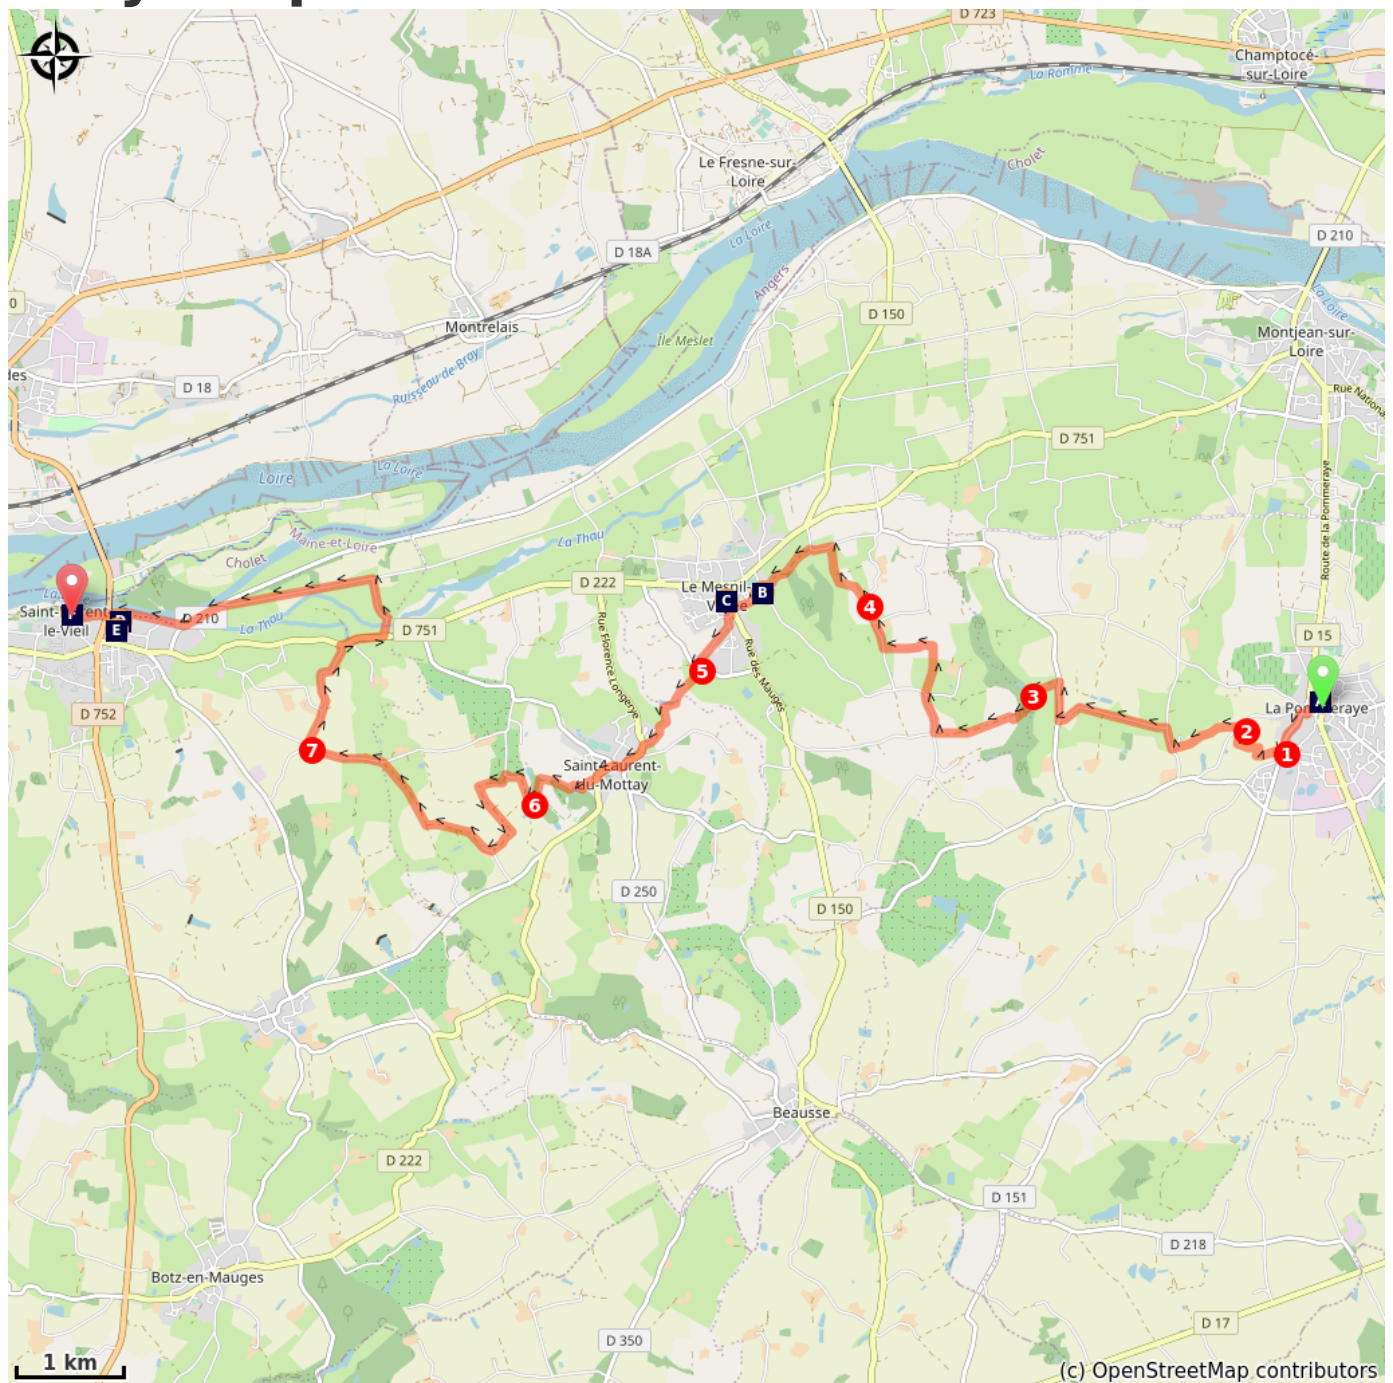 D 723
Champtocé-
sur-Loire
La Romme
Le Fresne-sur-
Loire
Cholet
La Loire
D 18A
D 210
Angers
La Loire
0
Montrelais
D 150
Île Meslet
Montjean-sur-
Loire
des
D 18
Ruisseau de Bray
Rue Nationa
D 751
Loire
La Loire
Route de la Pommeraye
Maine-et-Loire
La Thau
Cholet
D 222
Le Mesnil-
B
C
4
Saint-
D 210
le-Vieil
E
La Thau
D 751
Rue Florence Longerye
Rue des Mauges
D 15
5
3
D 752
2
1
7
Saint-Laurent-
du-Mottay
6
D 250
D 150
Beausse
D 222
D 151
D 218
Botz-en-Mauges
D 17
D 350
1 km
(c) OpenStreetMap contributors